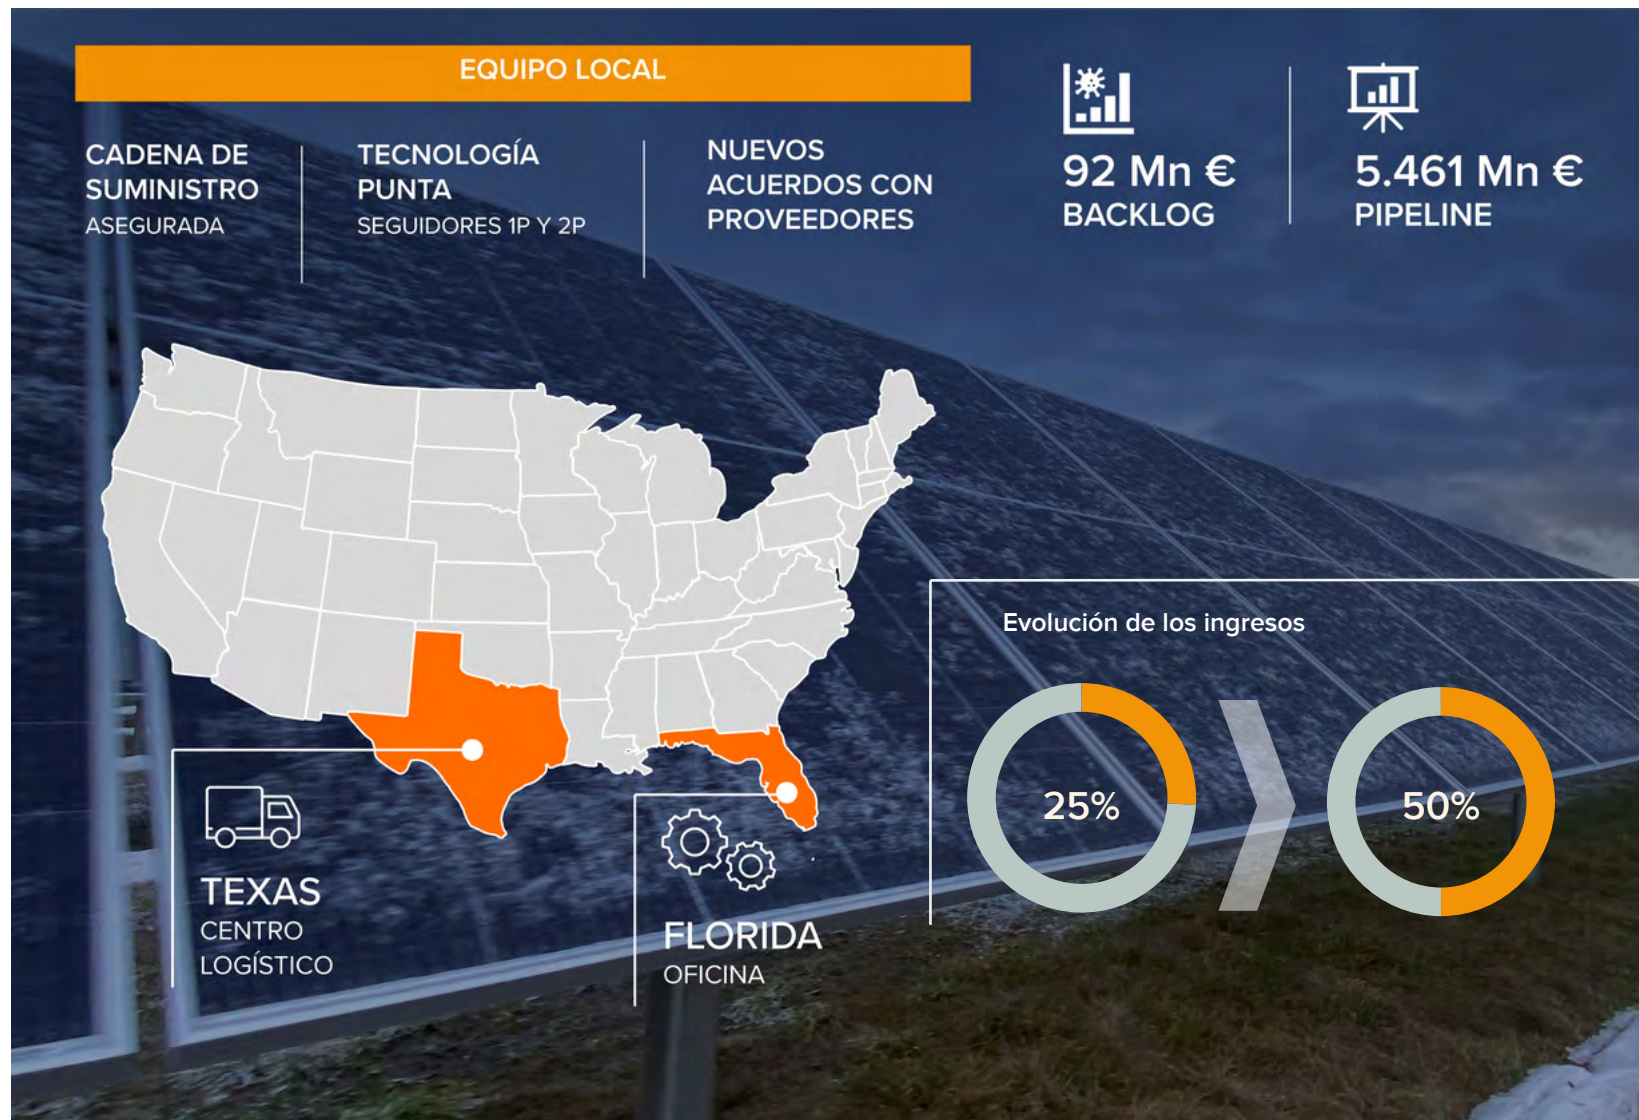 EQUIPO LOCAL
CADENA DE
SUMINISTRO
ASEGURADA
TECNOLOGÍA
PUNTA
SEGUIDORES 1P Y 2P
NUEVOS
ACUERDOS CON
PROVEEDORES
92 Mn €
BACKLOG
5.461 Mn €
PIPELINE
TEXAS
CENTRO
LOGÍSTICO
FLORIDA
OFICINA
Evolución de los ingresos
25%
50%